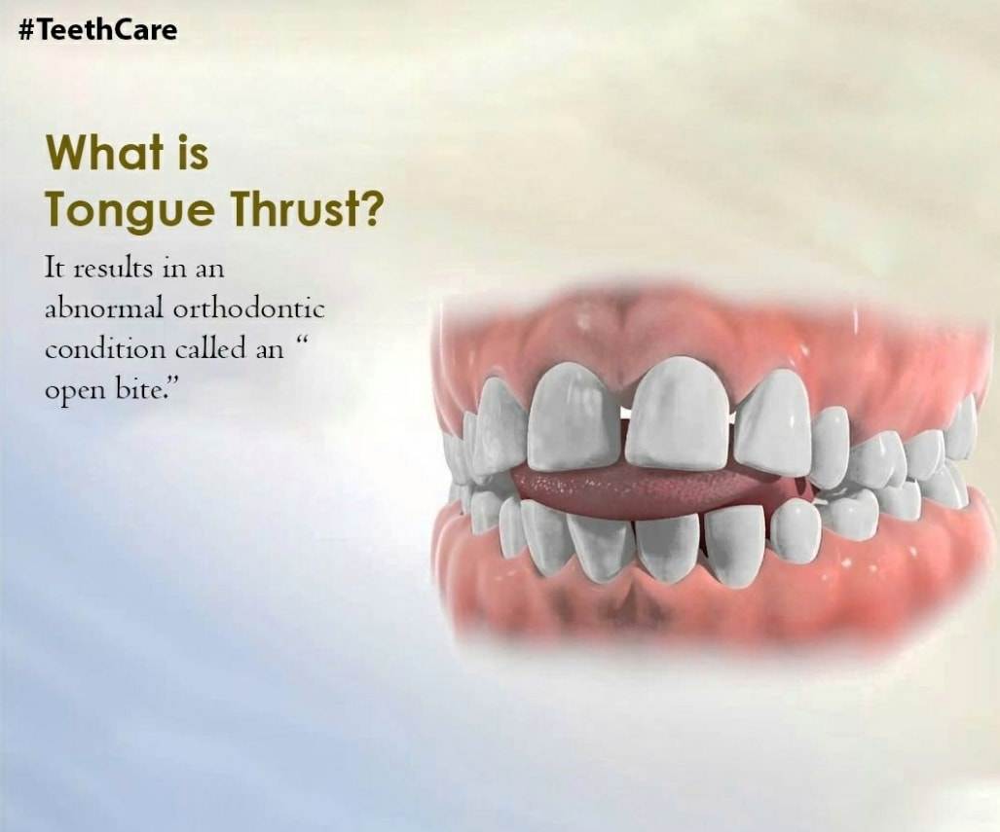 #TeethCare
What is
Tongue Thrust?
It results in an
abnormal orthodontic
condition called an “
open bite.”